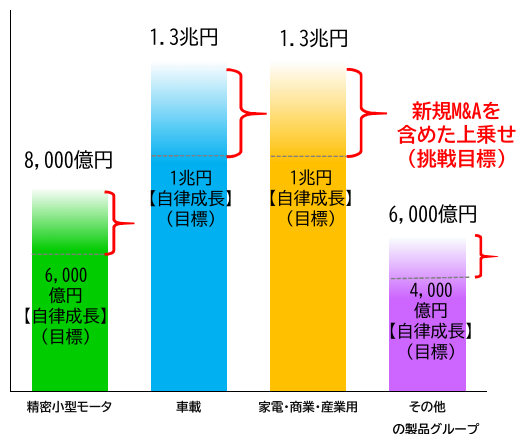 1.3兆円
1.3兆円
新規M&Aを
含めた上乗せ
（挑戦目標）
8,000億円
1兆円
【自律成長】
（目標）
1兆円
【自律成長】
（目標）
6,000億円
6,000
億円
【自律成長】
（目標）
4,000
億円
【自律成長】
（目標）
精密小型モータ
車載
家電・商業・産業用
その他
の製品グループ